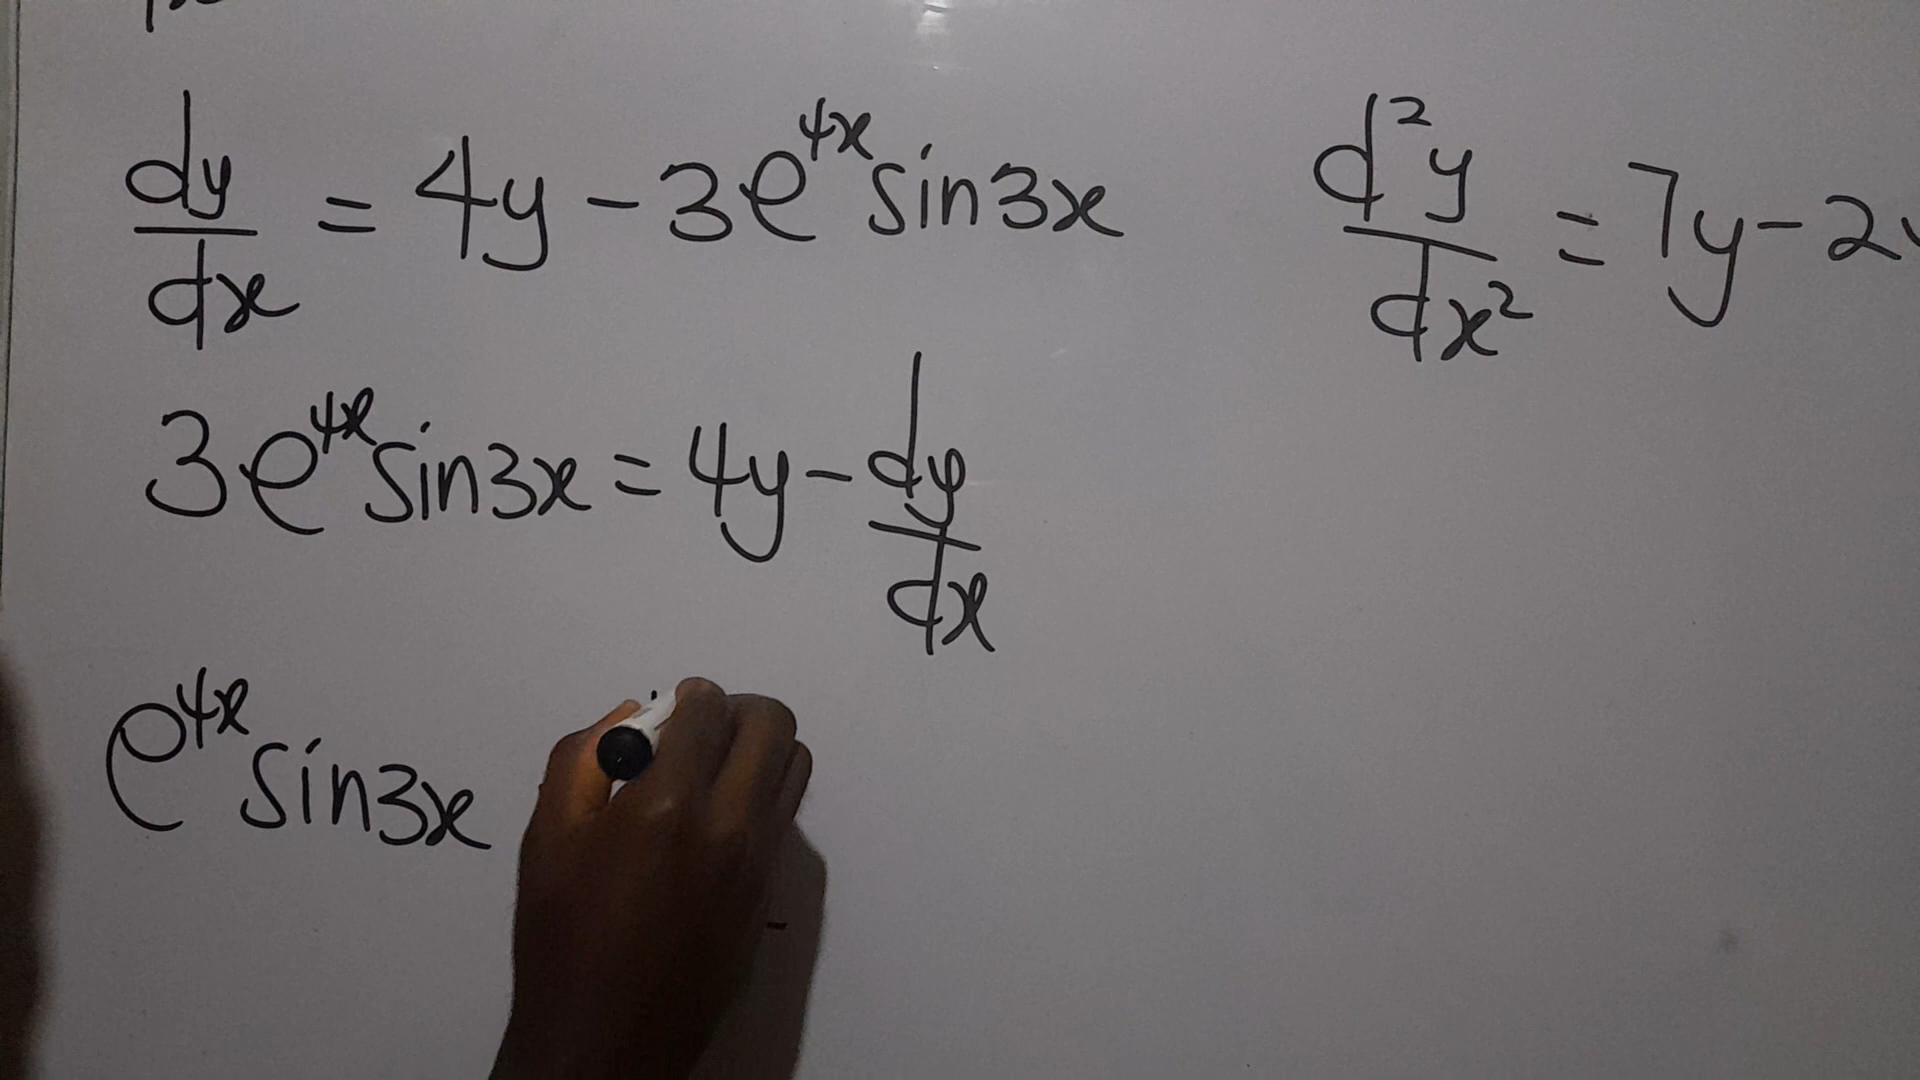 dy/dx = 4y - 3e^{4x} sin3x
d²y/dx² = 7y - 2
3e^{4x} sin3x = 4y - dy/dx
e^{4x} sin3x